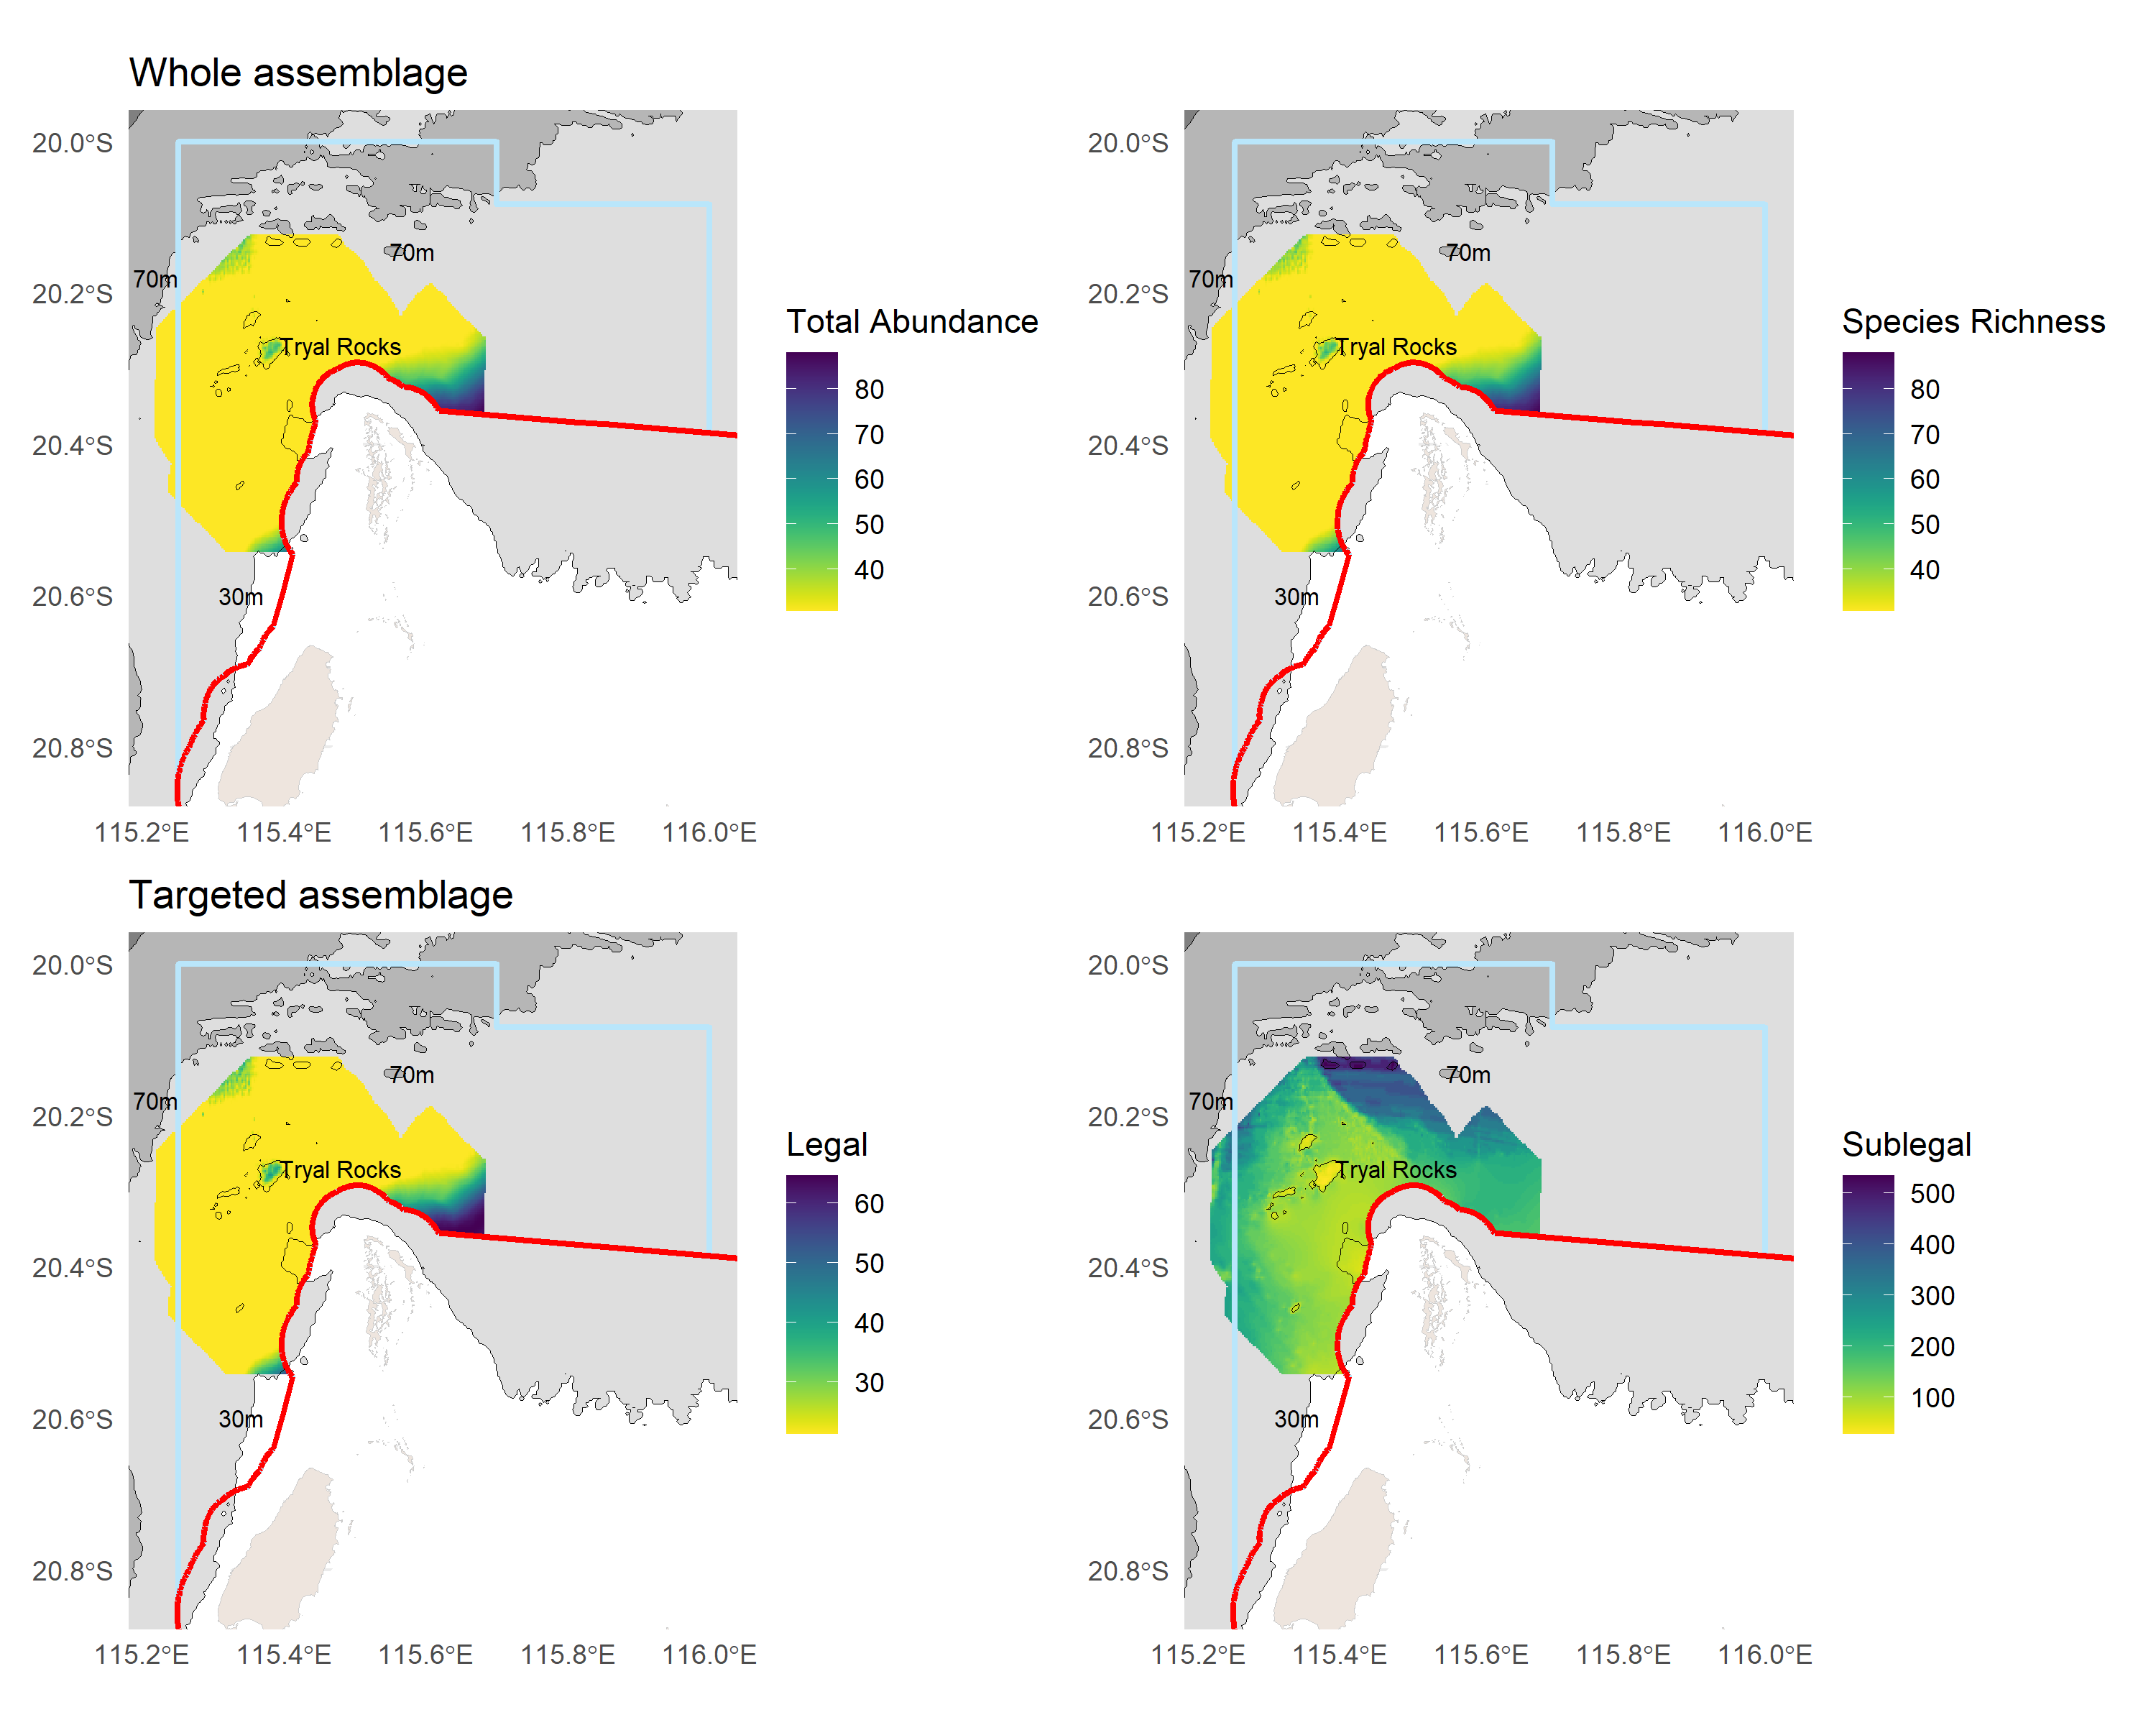 Whole assemblage
20.0°S
20.2°S
20.4°S
20.6°S
20.8°S
70m
70m
Tryal Rocks
30m
115.2°E 115.4°E 115.6°E 115.8°E 116.0°E
Total Abundance
80
70
60
50
40
20.0°S
20.2°S
20.4°S
20.6°S
20.8°S
70m
70m
Tryal Rocks
30m
115.2°E 115.4°E 115.6°E 115.8°E 116.0°E
Species Richness
80
70
60
50
40
Targeted assemblage
20.0°S
20.2°S
20.4°S
20.6°S
20.8°S
70m
70m
Tryal Rocks
30m
115.2°E 115.4°E 115.6°E 115.8°E 116.0°E
Legal
60
50
40
30
20.0°S
20.2°S
20.4°S
20.6°S
20.8°S
70m
70m
Tryal Rocks
30m
115.2°E 115.4°E 115.6°E 115.8°E 116.0°E
Sublegal
500
400
300
200
100